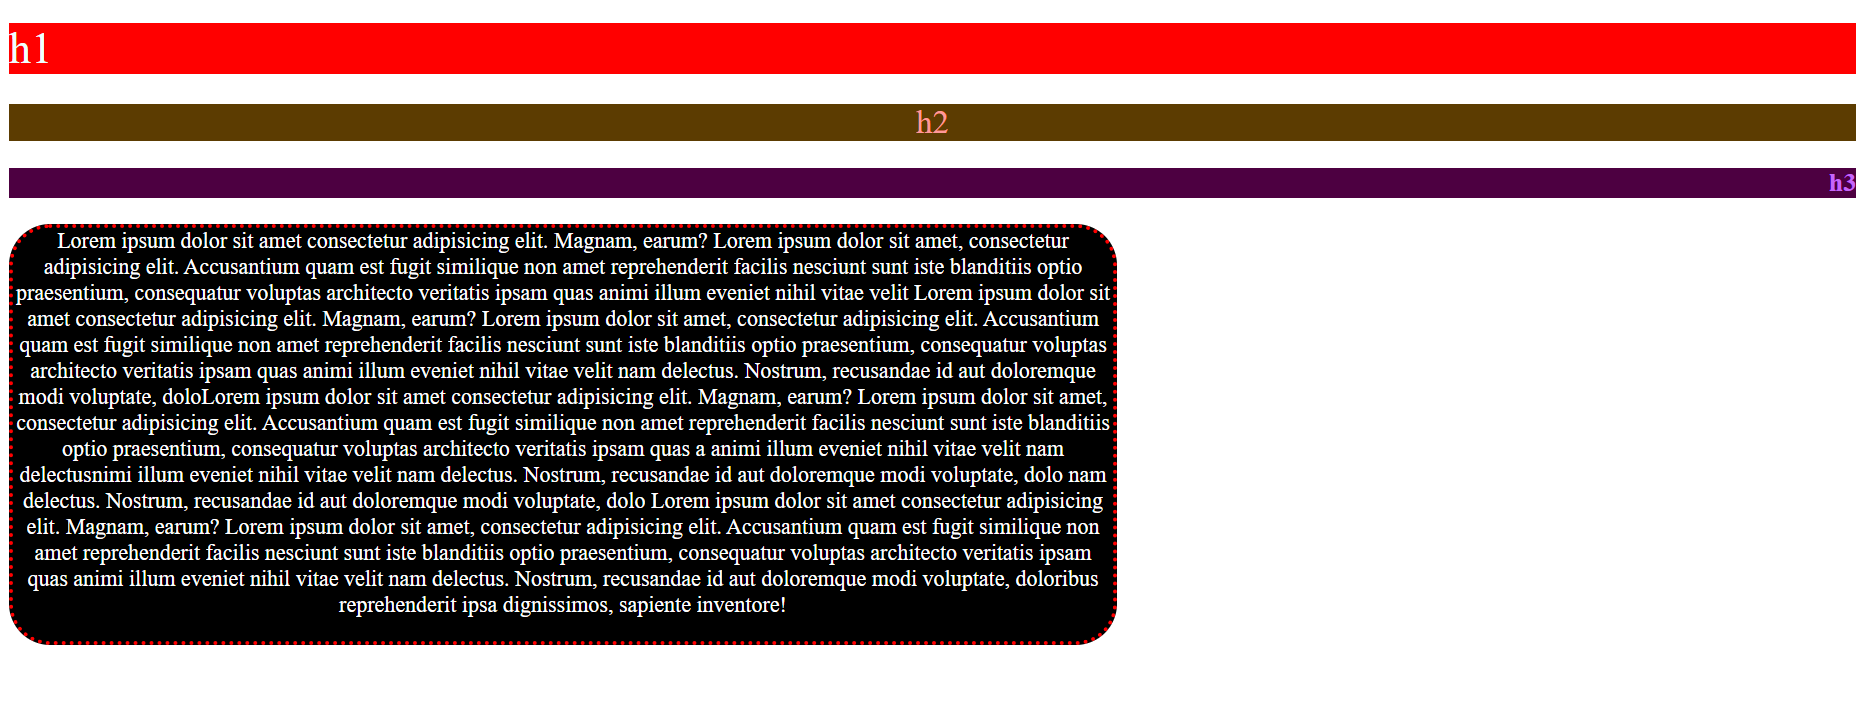 h1
h2
h3
Lorem ipsum dolor sit amet consectetur adipisicing elit. Magnam, earum? Lorem ipsum dolor sit amet, consectetur
adipisicing elit. Accusantium quam est fugit similique non amet reprehenderit facilis nesciunt sunt iste blanditiis optio
praesentium, consequatur voluptas architecto veritatis ipsam quas animi illum eveniet nihil vitae velit Lorem ipsum dolor sit
amet consectetur adipisicing elit. Magnam, earum? Lorem ipsum dolor sit amet, consectetur adipisicing elit. Accusantium
quam est fugit similique non amet reprehenderit facilis nesciunt sunt iste blanditiis optio praesentium, consequatur voluptas
architecto veritatis ipsam quas animi illum eveniet nihil vitae velit nam delectus. Nostrum, recusandae id aut doloremque
modi voluptate, doloLorem ipsum dolor sit amet consectetur adipisicing elit. Magnam, earum? Lorem ipsum dolor sit amet,
consectetur adipisicing elit. Accusantium quam est fugit similique non amet reprehenderit facilis nesciunt sunt iste blanditiis
optio praesentium, consequatur voluptas architecto veritatis ipsam quas a animi illum eveniet nihil vitae velit nam
delectusnimi illum eveniet nihil vitae velit nam delectus. Nostrum, recusandae id aut doloremque modi voluptate, dolo nam
delectus. Nostrum, recusandae id aut doloremque modi voluptate, dolo Lorem ipsum dolor sit amet consectetur adipisicing
elit. Magnam, earum? Lorem ipsum dolor sit amet, consectetur adipisicing elit. Accusantium quam est fugit similique non
amet reprehenderit facilis nesciunt sunt iste blanditiis optio praesentium, consequatur voluptas architecto veritatis ipsam
quas animi illum eveniet nihil vitae velit nam delectus. Nostrum, recusandae id aut doloremque modi voluptate, doloribus
reprehenderit ipsa dignissimos, sapiente inventore!